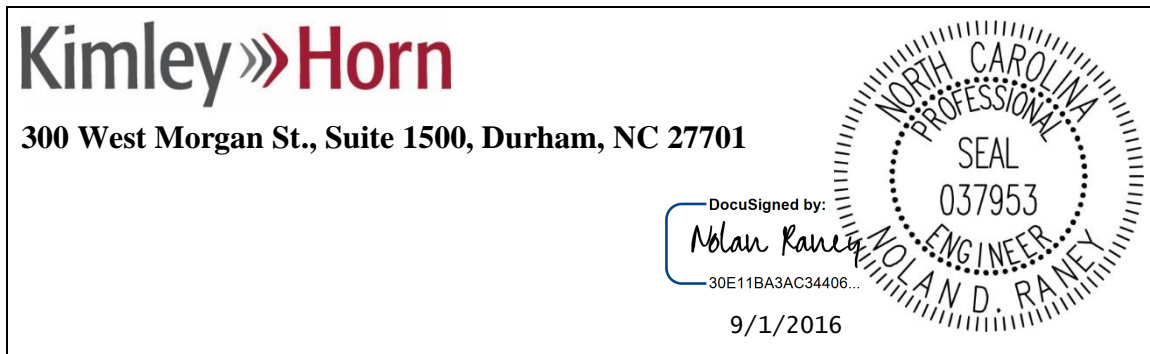 Kimley»Horn
300 West Morgan St., Suite 1500, Durham, NC 27701
NORTH CAROLINA
PROFESSIONAL
SEAL
037953
ENGINEER
NOLAN D. RANEY
DocuSigned by:
Nolan Raney
30E11BA3AC34406...
9/1/2016